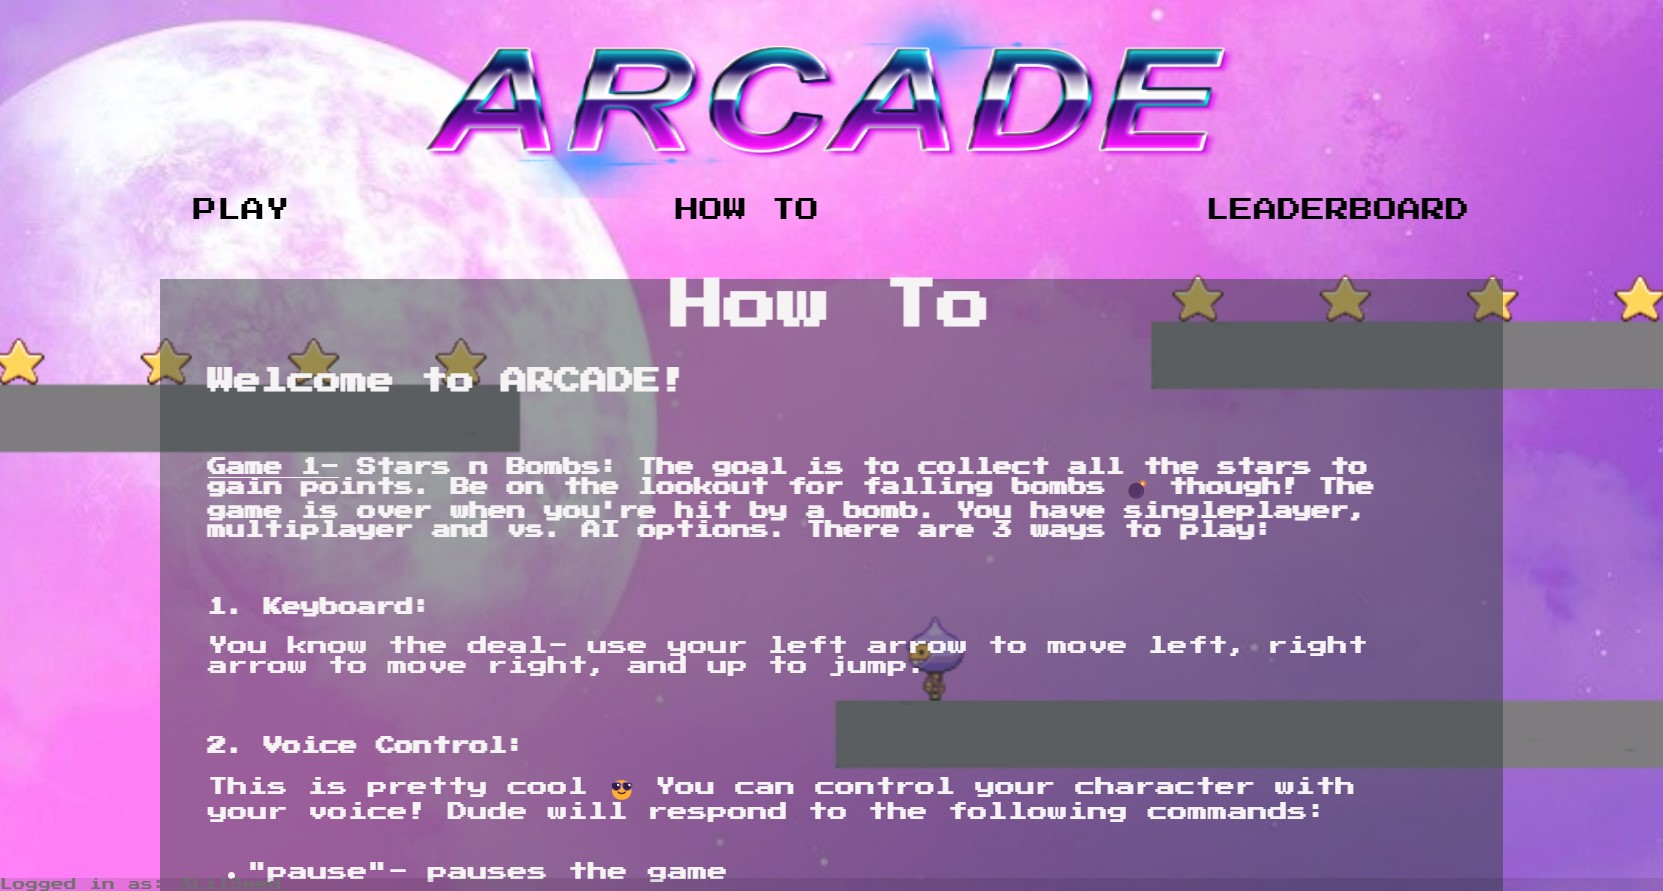 ARCADE
PLAY HOW TO LEADERBOARD
How To
Welcome to ARCADE!
Game 1- Stars n Bombs: The goal is to collect all the stars to
gain points. Be on the lookout for falling bombs 💣 though! The
game is over when you're hit by a bomb. You have singleplayer,
multiplayer and vs. AI options. There are 3 ways to play:
1. Keyboard:
You know the deal- use your left arrow to move left, right
arrow to move right, and up to jump.
2. Voice Control:
This is pretty cool 😎 You can control your character with
your voice! Dude will respond to the following commands:
• "pause"- pauses the game
Logged in as: